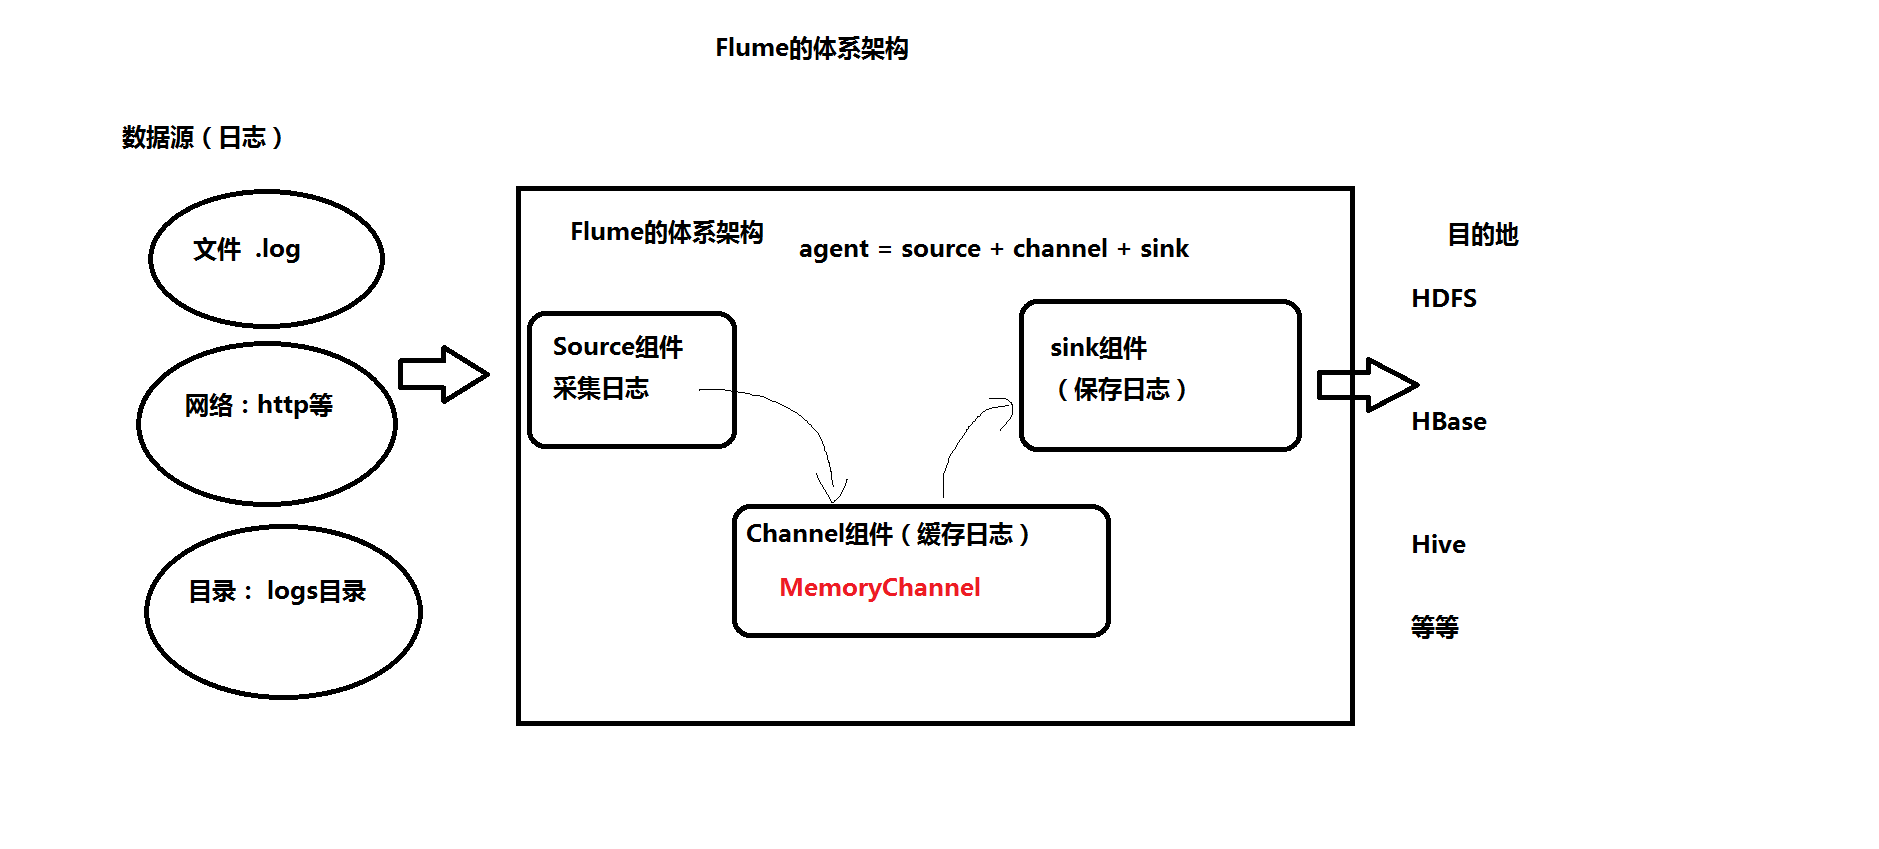 Flume的体系架构
数据源（日志）
文件  .log
网络：http等
目录： logs目录
Flume的体系架构
agent = source + channel + sink
Source组件
采集日志
Channel组件（缓存日志）
MemoryChannel
sink组件
（保存日志）
目的地
HDFS
HBase
Hive
等等